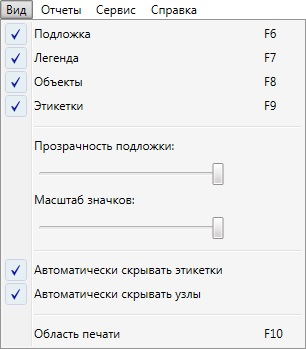 Вид Отчеты Сервис Справка
Подложка F6
Легенда F7
Объекты F8
Этикетки F9
Прозрачность подложки:
Масштаб значков:
Автоматически скрывать этикетки
Автоматически скрывать узлы
Область печати F10